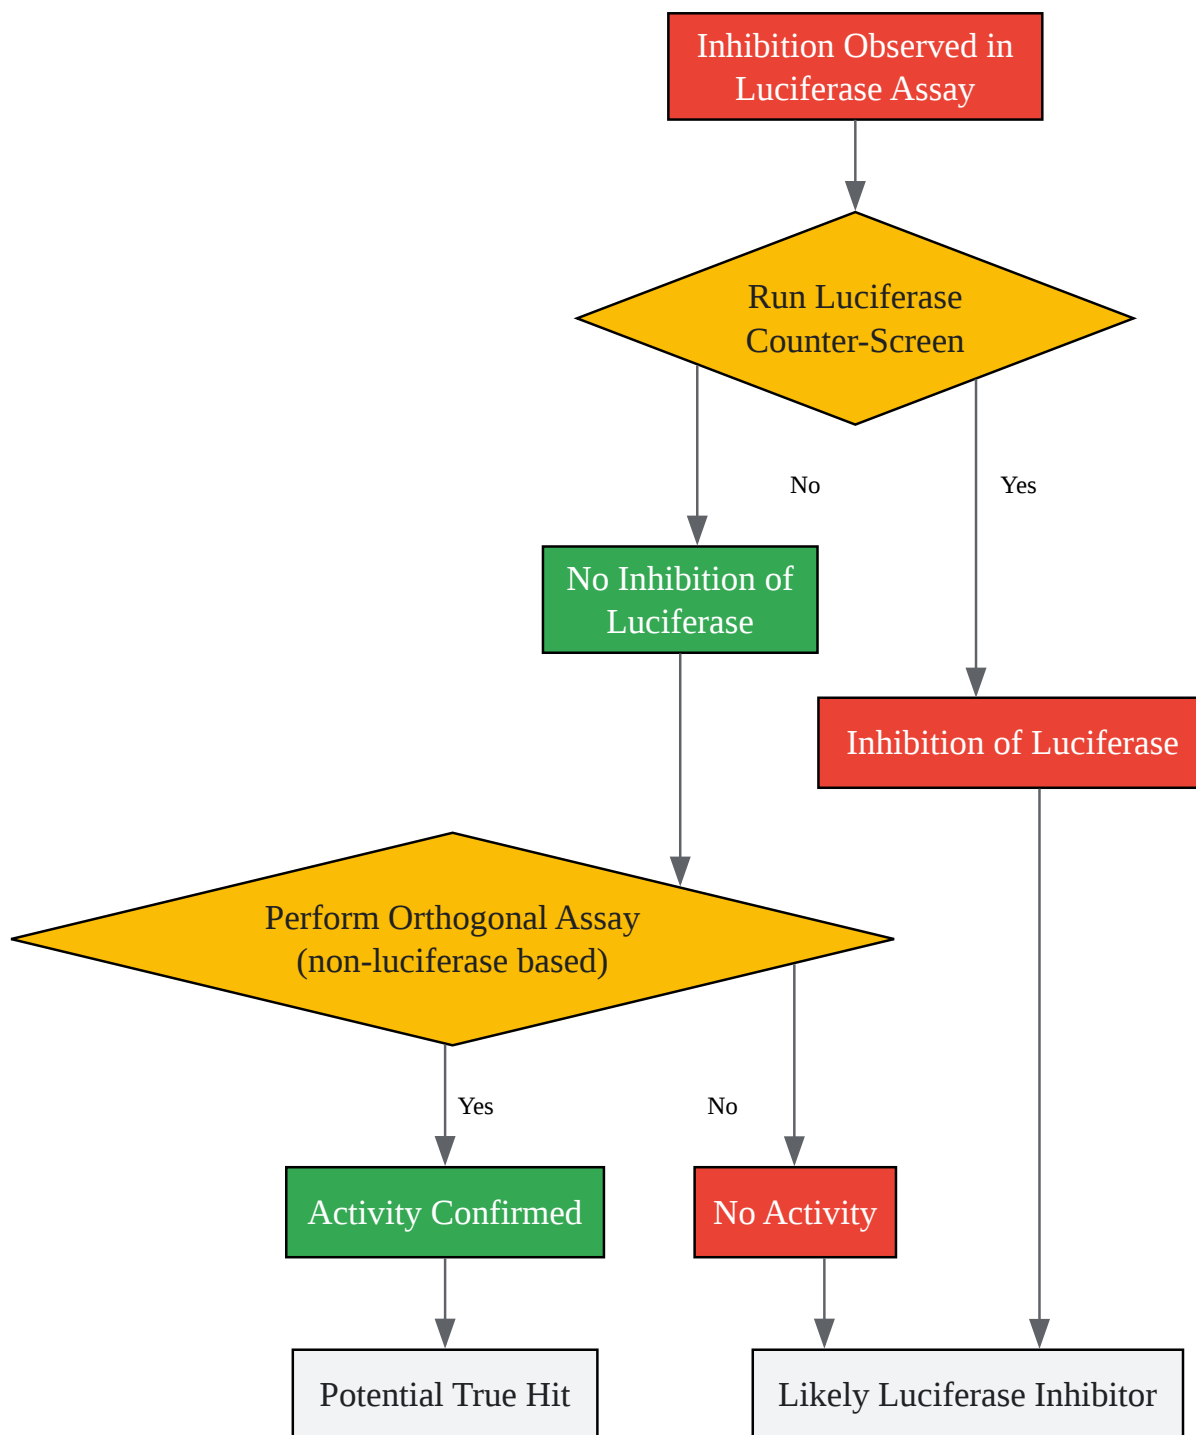 Inhibition Observed in
Luciferase Assay
Run Luciferase
Counter-Screen
No
Yes
No Inhibition of
Luciferase
Inhibition of Luciferase
Perform Orthogonal Assay
(non-luciferase based)
Yes
No
Activity Confirmed
No Activity
Potential True Hit
Likely Luciferase Inhibitor